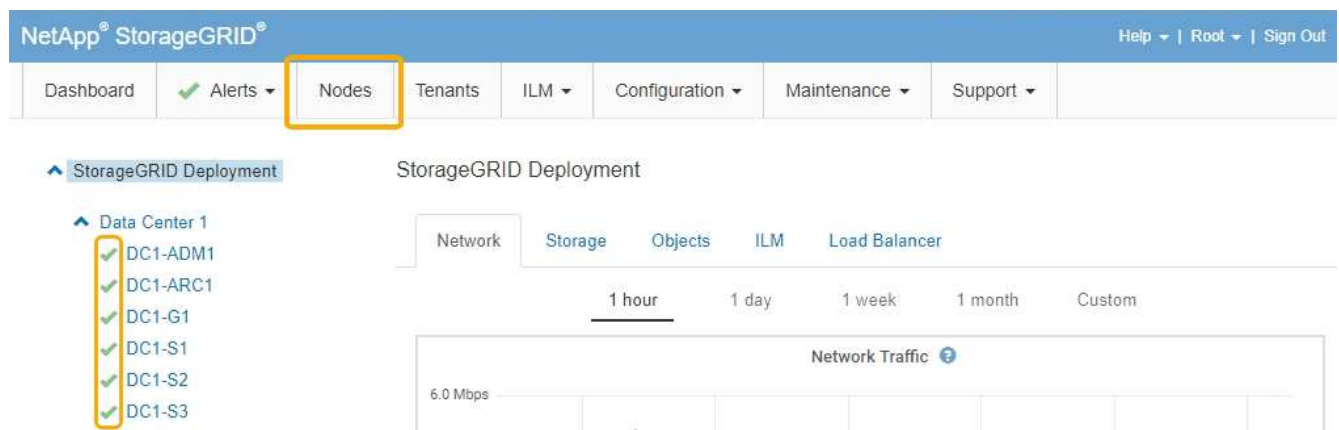 NetApp® StorageGRID®
Help | Root | Sign Out
Dashboard Alerts Nodes Tenants ILM Configuration Maintenance Support
StorageGRID Deployment
Data Center 1
DC1-ADM1
DC1-ARC1
DC1-G1
DC1-S1
DC1-S2
DC1-S3
StorageGRID Deployment
Network Storage Objects ILM Load Balancer
1 hour 1 day 1 week 1 month Custom
Network Traffic ?
6.0 Mbps